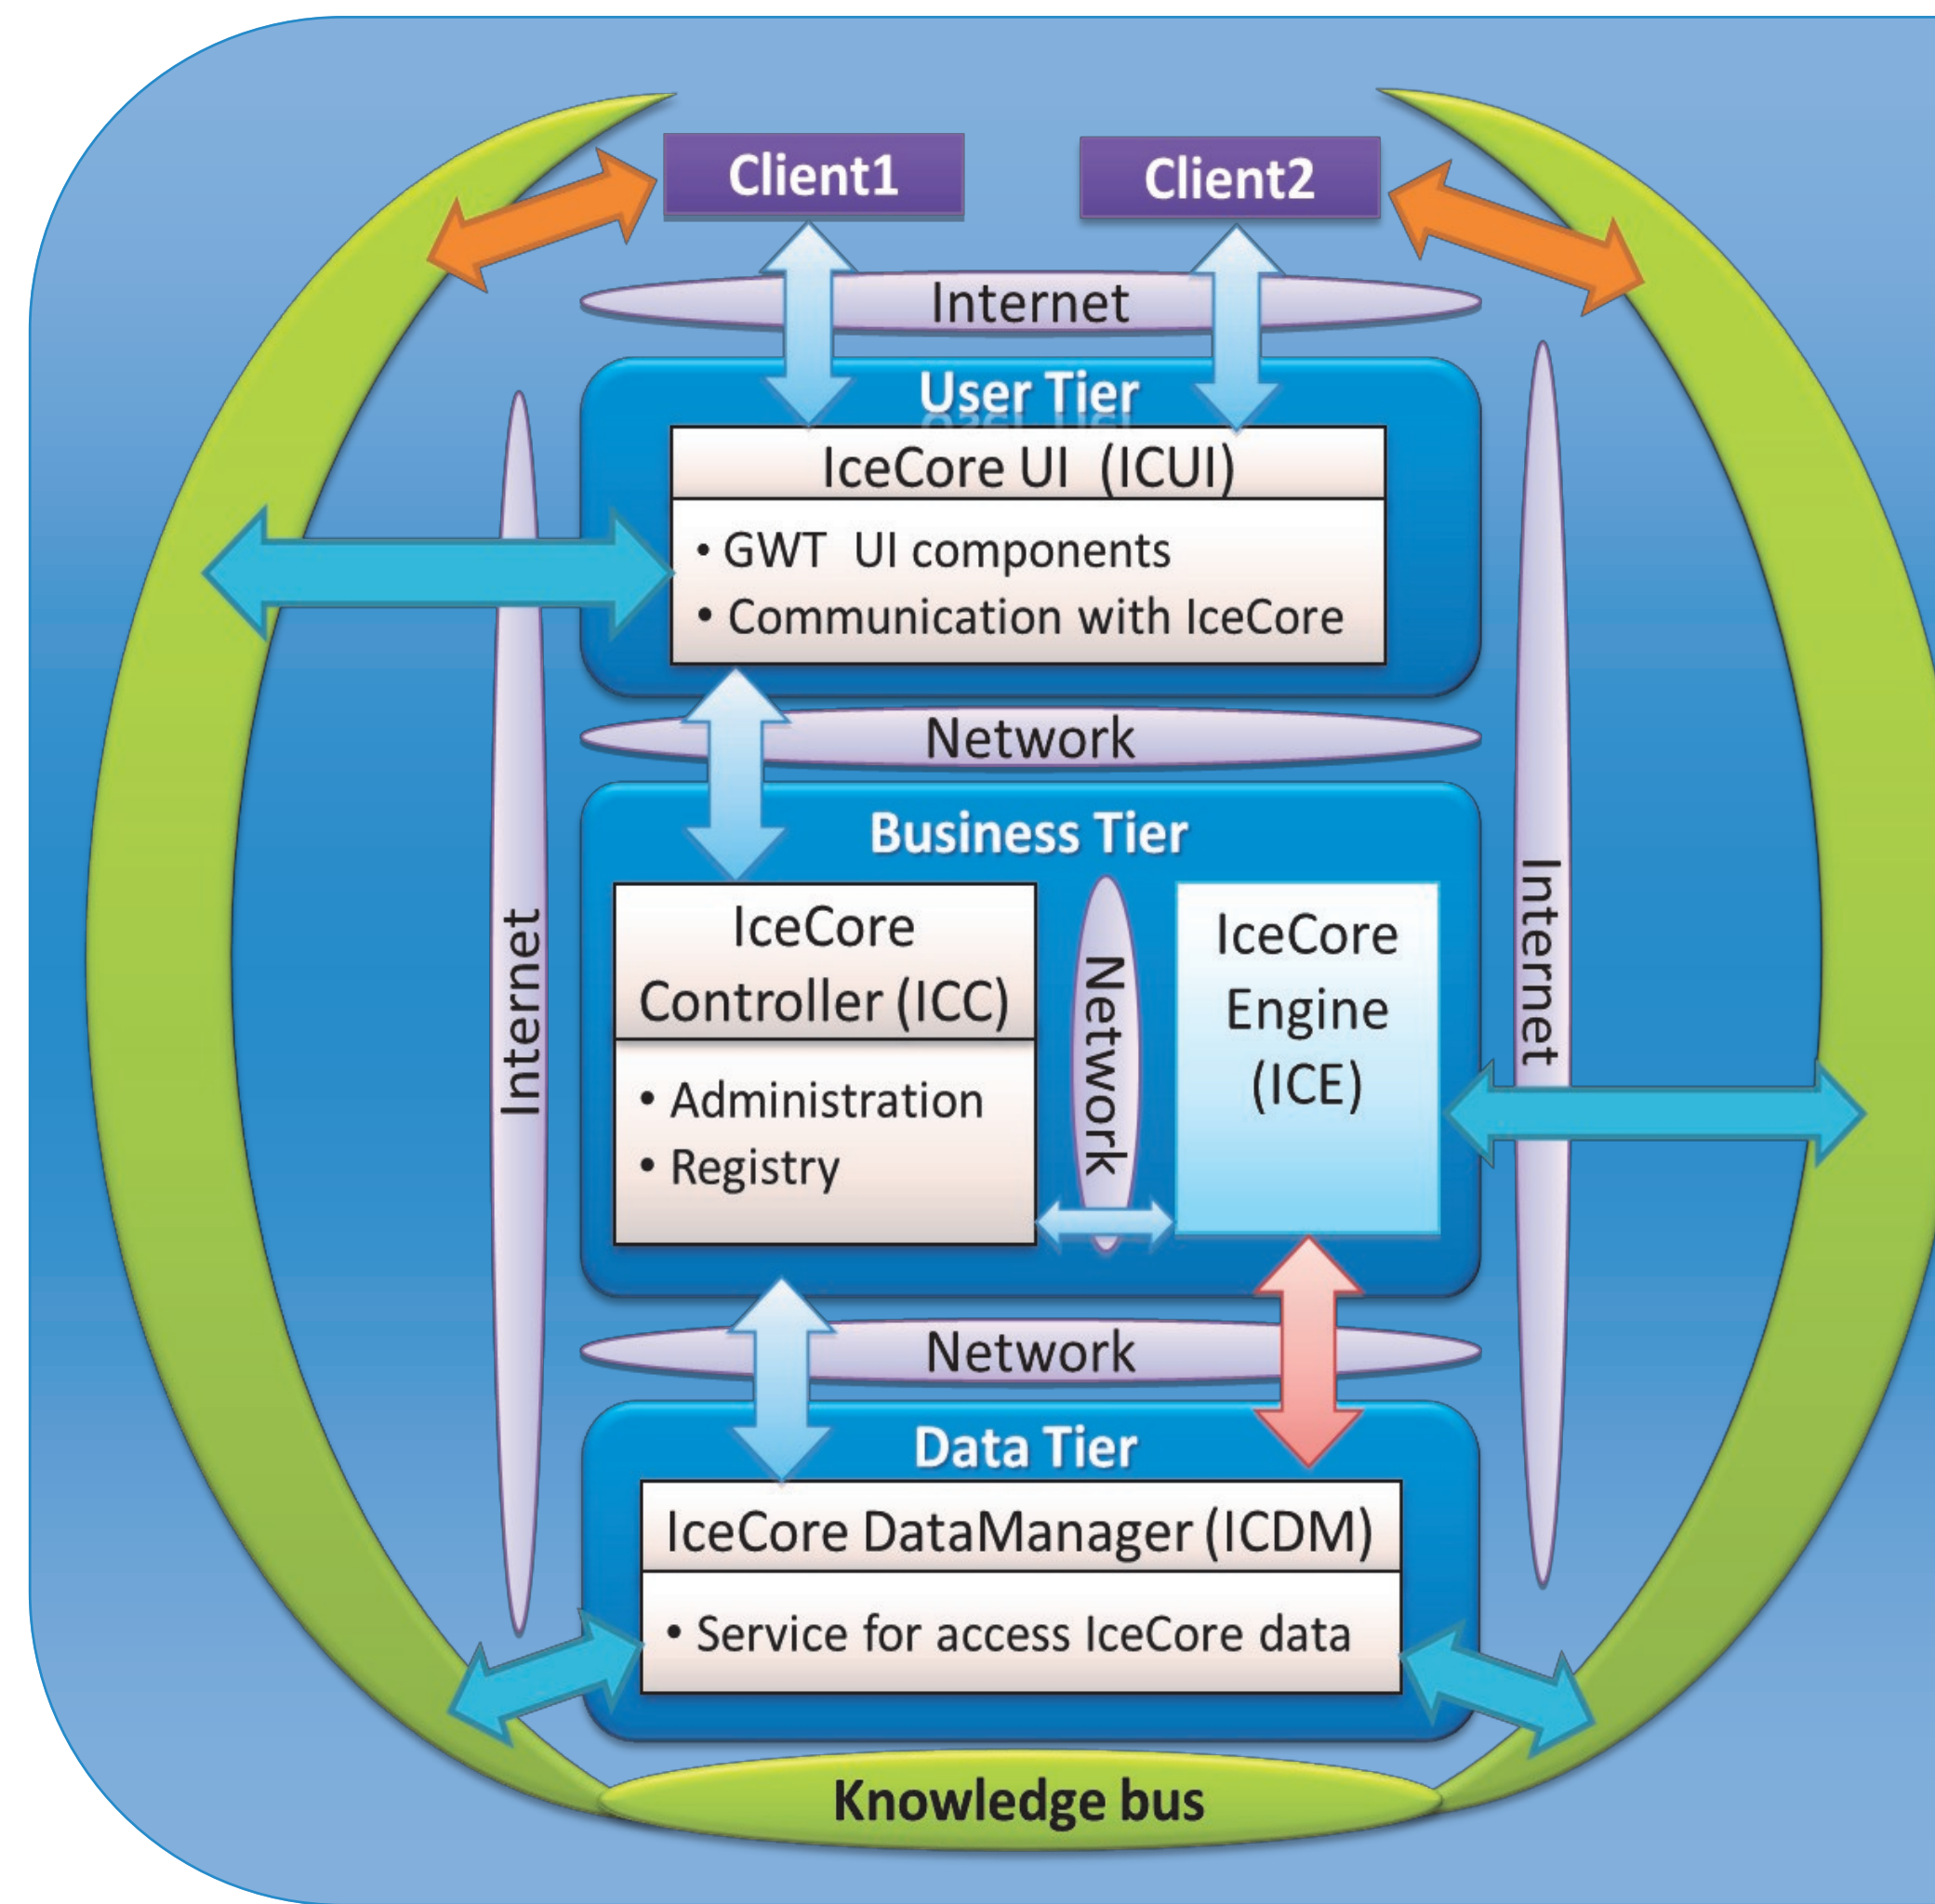 Client1
Client2
Internet
User Tier
IceCore UI (ICUI)
• GWT UI components
• Communication with IceCore
Network
Internet
Internet
Business Tier
IceCore
Controller (ICC)
• Administration
• Registry
Network
IceCore
Engine
(ICE)
Network
Data Tier
IceCore DataManager (ICDM)
• Service for access IceCore data
Knowledge bus